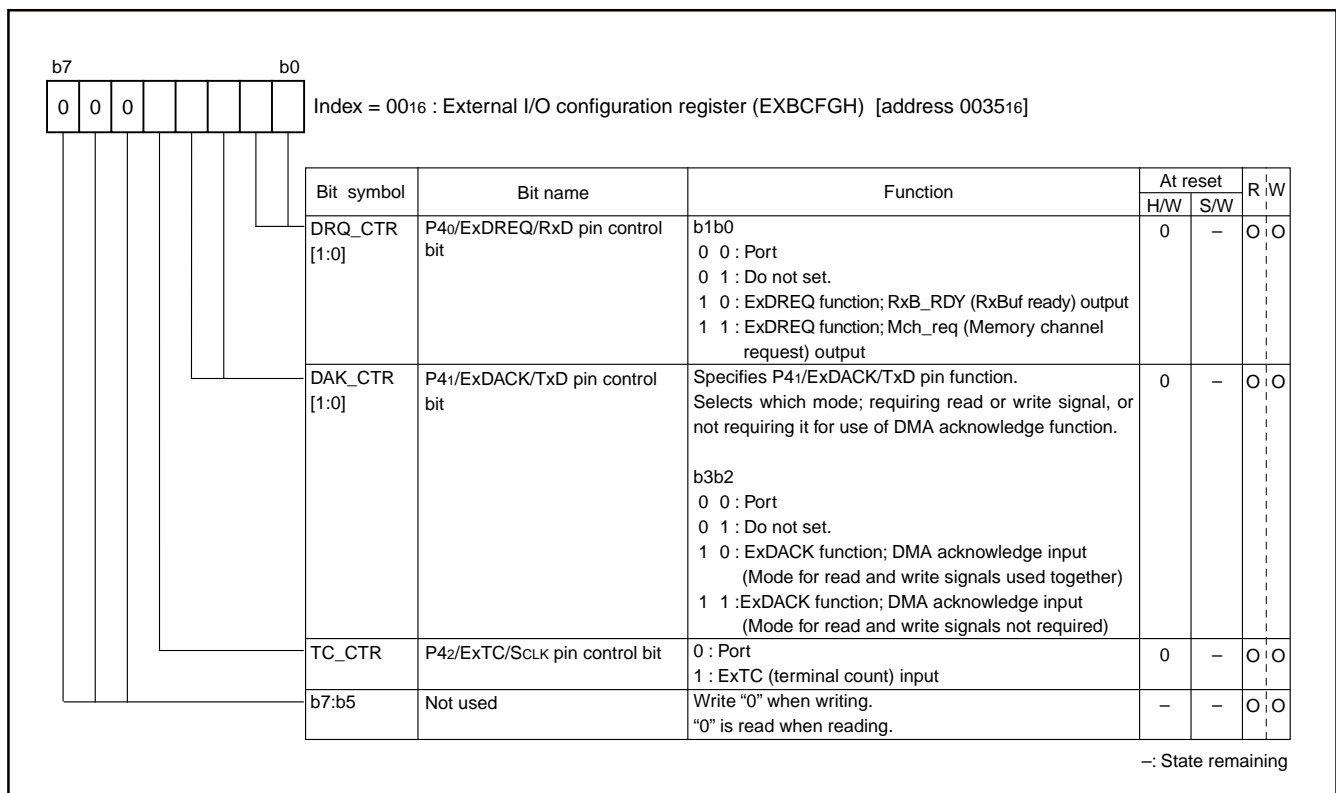 b7 b0
0 0 0 Index = 0016 : External I/O configuration register (EXBCFGH) [address 003516]
Bit symbol Bit name Function At reset R W
H/W S/W
DRQ_CTR [1:0] P40/ExDREQ/RxD pin control bit b1b0 0 – O O
0 0 : Port
0 1 : Do not set.
1 0 : ExDREQ function; RxB_RDY (RxBuf ready) output
1 1 : ExDREQ function; Mch_req (Memory channel
request) output
DAK_CTR [1:0] P41/ExDACK/TxD pin control bit Specifies P41/ExDACK/TxD pin function. 0 – O O
Selects which mode; requiring read or write signal, or
not requiring it for use of DMA acknowledge function.
b3b2
0 0 : Port
0 1 : Do not set.
1 0 : ExDACK function; DMA acknowledge input
(Mode for read and write signals used together)
1 1 :ExDACK function; DMA acknowledge input
(Mode for read and write signals not required)
TC_CTR P42/ExTC/SCLK pin control bit 0 : Port 0 – O O
1 : ExTC (terminal count) input
b7:b5 Not used Write “0” when writing. – – O O
“0” is read when reading.
–: State remaining